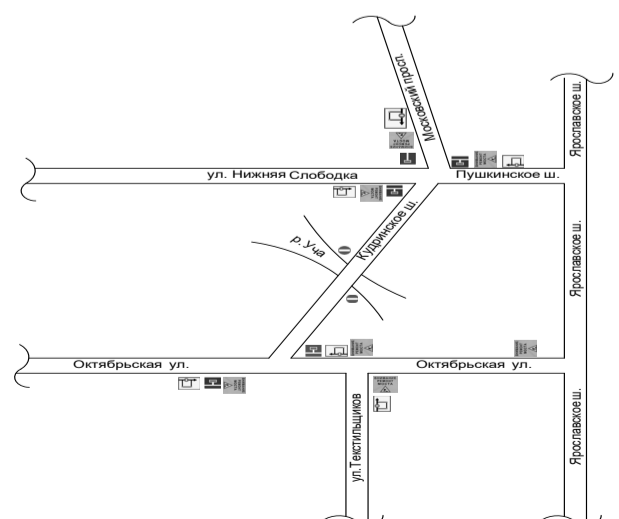 Московский просп.
Ярославское ш.
ул. Нижняя Слободка
Пушкинское ш.
Кудринское ш.
р. Уча
Ярославское ш.
Октябрьская ул.
Октябрьская ул.
ул.Текстильщиков
Ярославское ш.